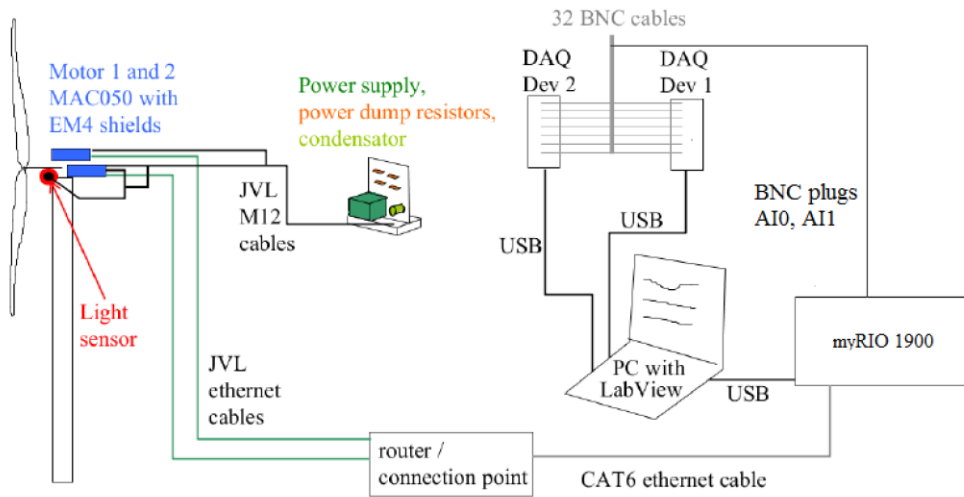 32 BNC cables
DAQ
Dev 2
DAQ
Dev 1
Motor 1 and 2
MAC050 with
EM4 shields
Power supply,
power dump resistors,
condensator
JVL
M12
cables
USB
USB
BNC plugs
AI0, AI1
Light
sensor
myRIO 1900
PC with
LabView
USB
JVL
ethernet
cables
router /
connection point
CAT6 ethernet cable